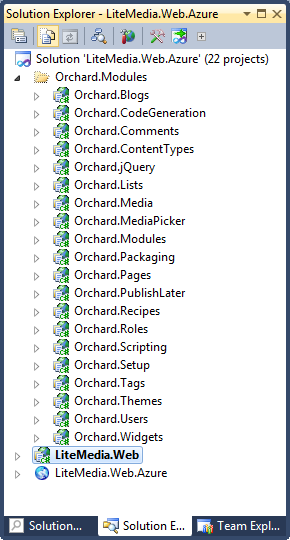 Solution Explorer - LiteMedia.Web.Azure
Solution 'LiteMedia.Web.Azure' (22 projects)
Orchard.Modules
Orchard.Blogs
Orchard.CodeGeneration
Orchard.Comments
Orchard.ContentTypes
Orchard.jQuery
Orchard.Lists
Orchard.Media
Orchard.MediaPicker
Orchard.Modules
Orchard.Packaging
Orchard.Pages
Orchard.PublishLater
Orchard.Recipes
Orchard.Roles
Orchard.Scripting
Orchard.Setup
Orchard.Tags
Orchard.Themes
Orchard.Users
Orchard.Widgets
LiteMedia.Web
LiteMedia.Web.Azure
Solution... Solution E... Team Expl...